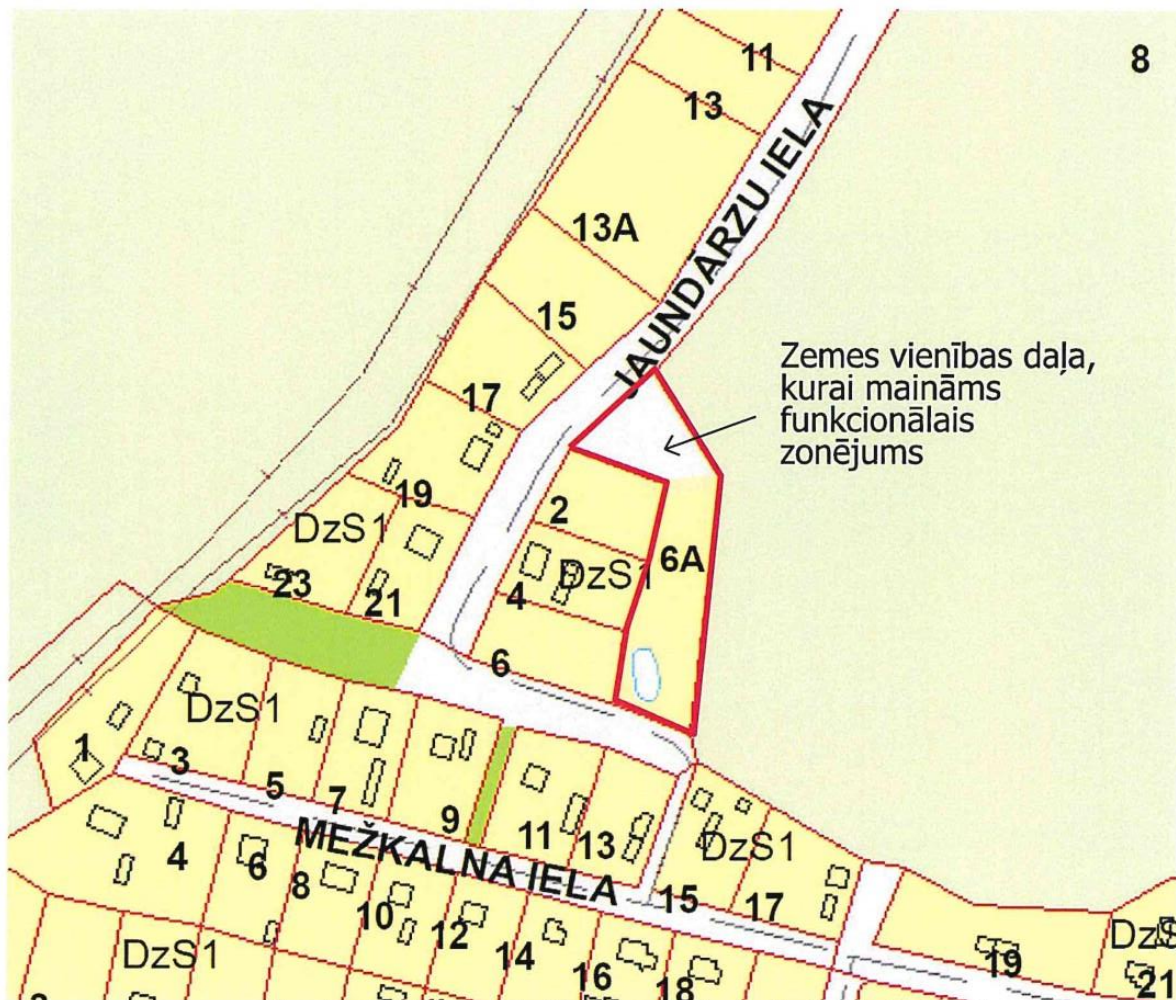 11
8
13
JAUNDĀRZU IELA
13A
15
Zemes vienības daļa,
kurai maināms
funkcionālais
zonējums
17
19
2
DzS1
6A
DzS1
23
21
4
6
DzS1
1
3
5
7
9
11
13
DzS1
MEŽKALNA IELA
4
6
8
10
12
14
15
17
16
18
19
DzS
21
DzS1